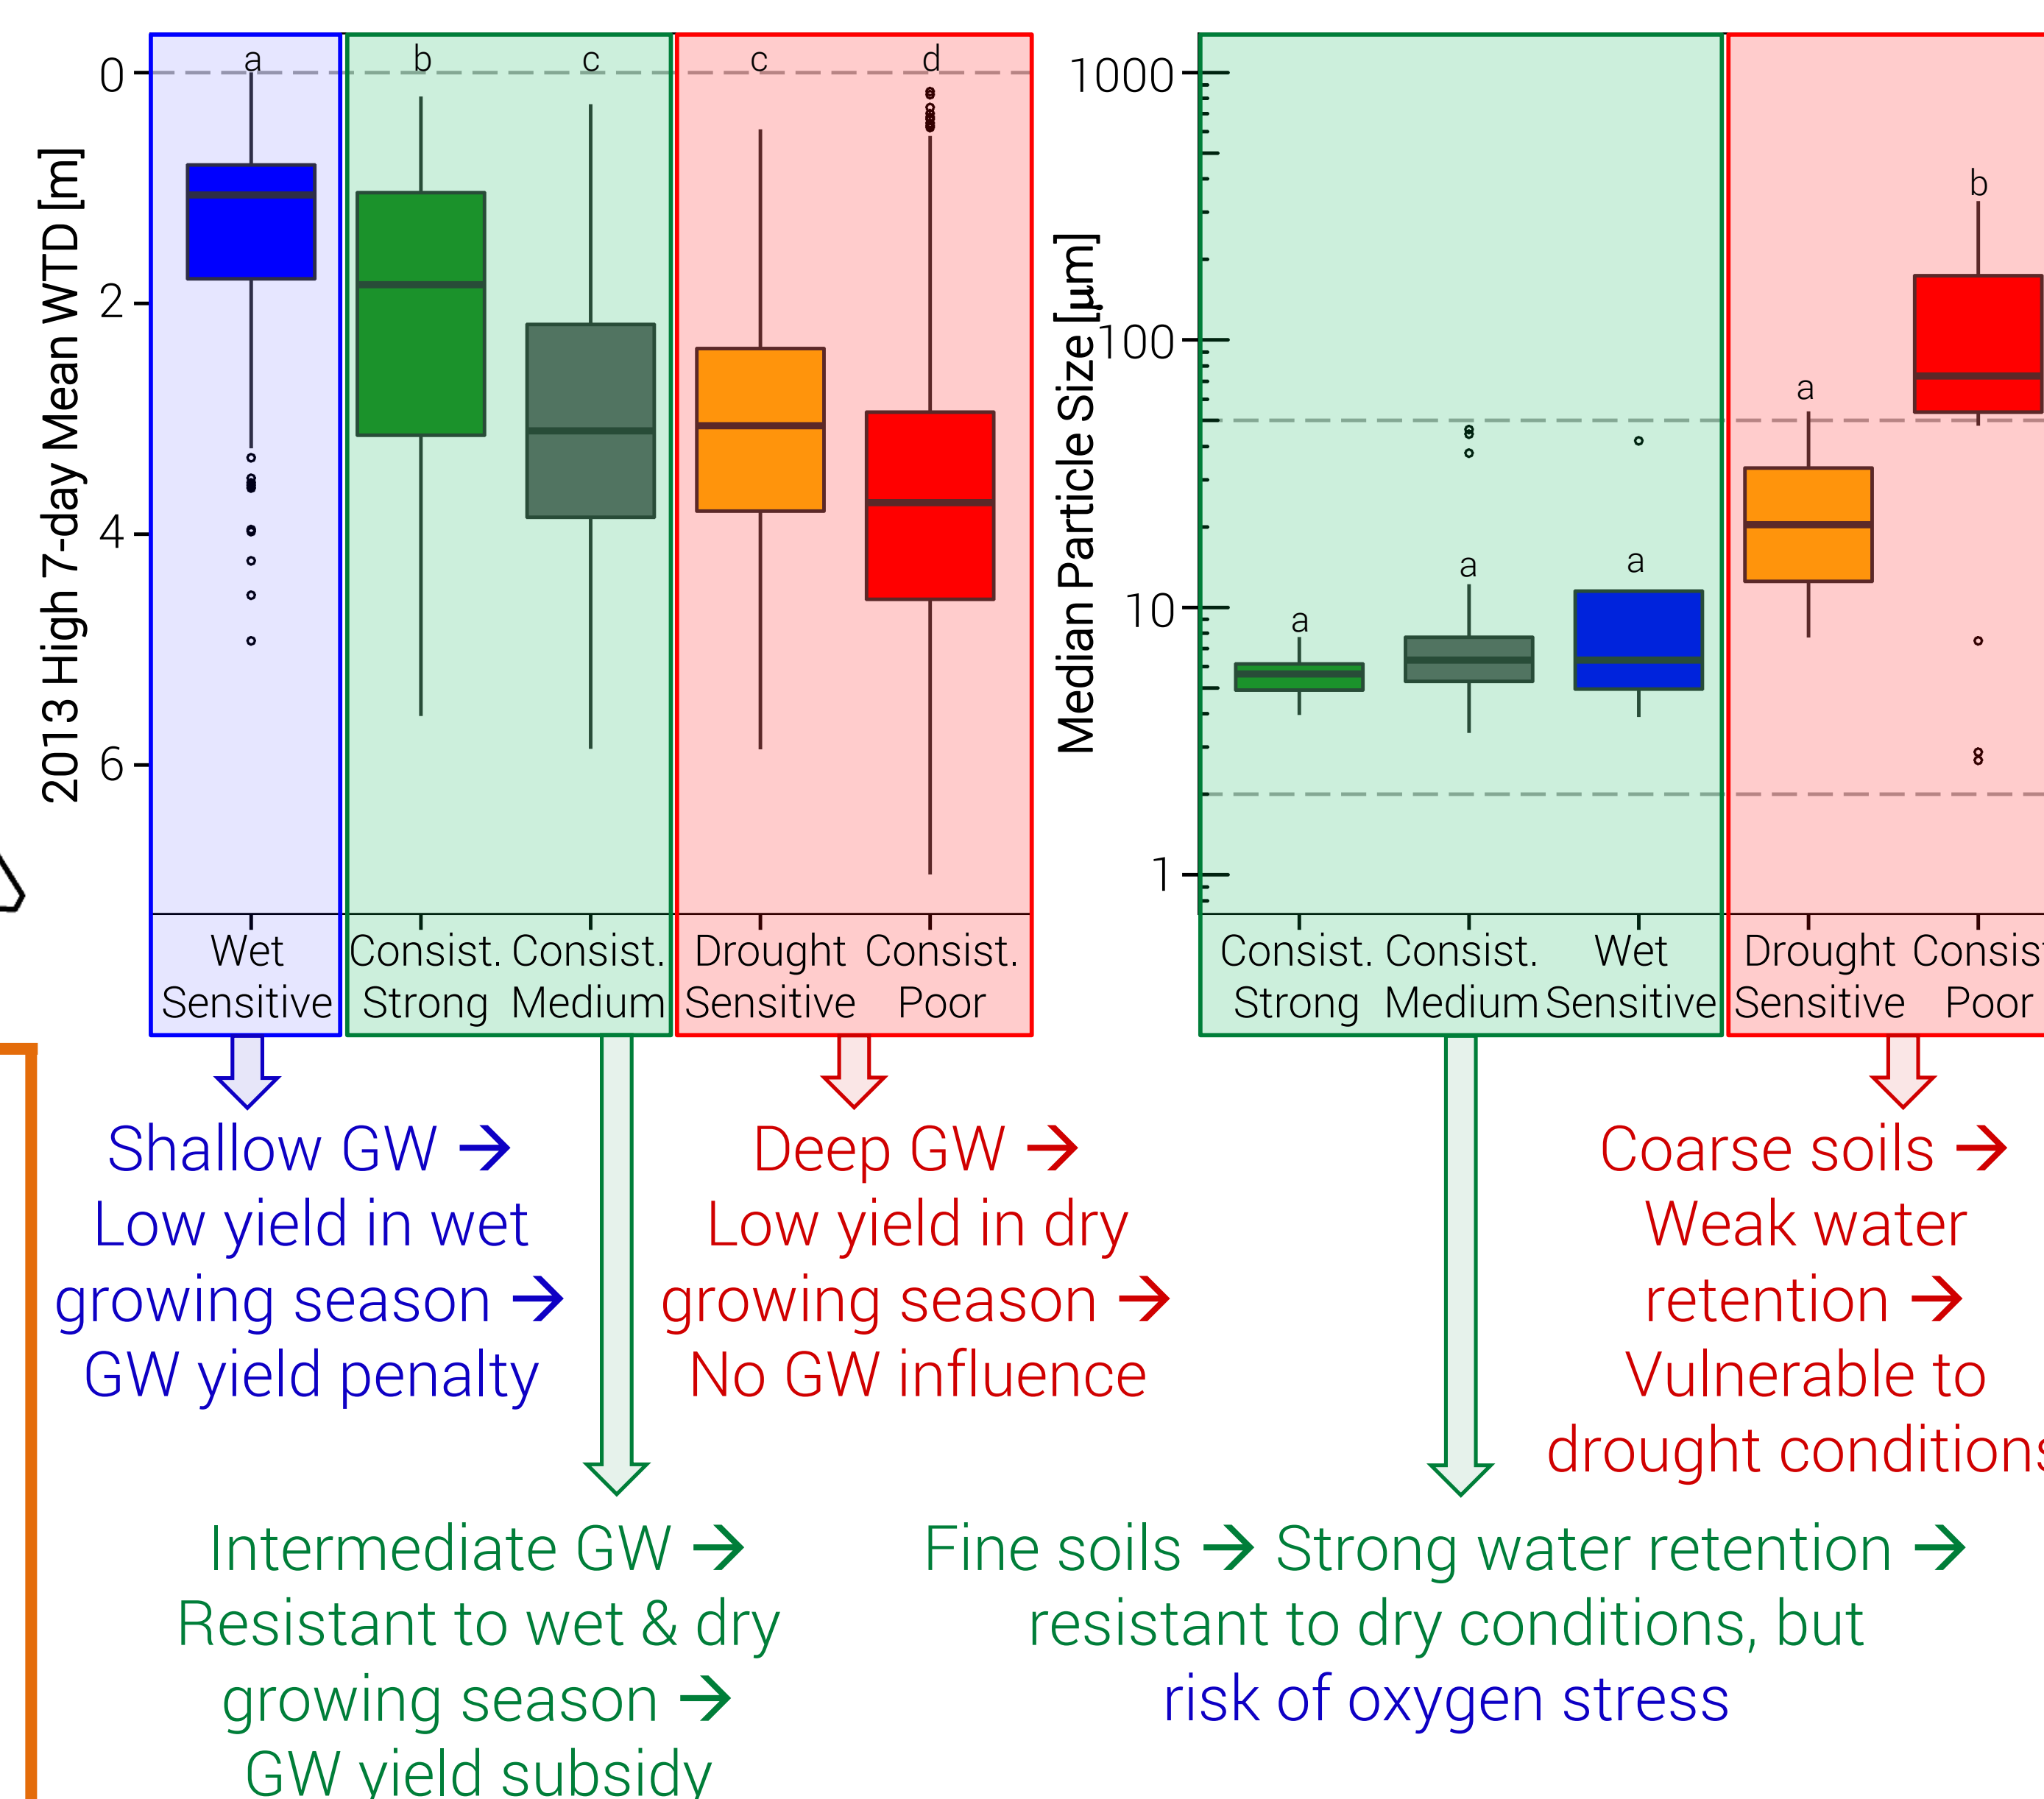 2013 High 7-day Mean WTD [m]
0
2
4
6
a
b
c
c
d
Wet
Sensitive
Consist.
Strong
Consist.
Medium
Drought
Sensitive
Consist.
Poor
Median Particle Size [µm]
1000
100
10
1
a
a
a
a
b
Consist.
Strong
Consist.
Medium
Wet
Sensitive
Drought
Sensitive
Consist
Poor
Shallow GW →
Low yield in wet
growing season →
GW yield penalty
Deep GW →
Low yield in dry
growing season →
No GW influence
Coarse soils →
Weak water
retention →
Vulnerable to
drought conditions
Intermediate GW →
Resistant to wet & dry
growing season →
GW yield subsidy
Fine soils → Strong water retention →
resistant to dry conditions, but
risk of oxygen stress